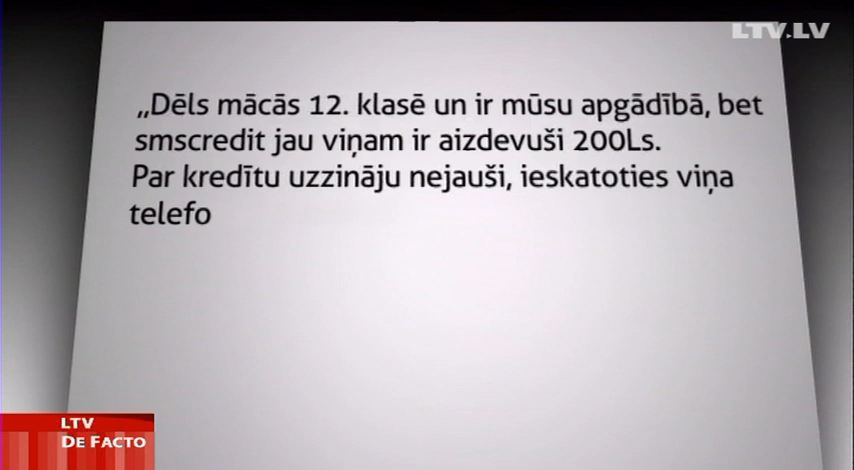 LTV.LV
„Dēls mācās 12. klasē un ir mūsu apgādībā, bet
smscredit jau viņam ir aizdevuši 200Ls.
Par kredītu uzzināju nejauši, ieskatoties viņa
telefo
LTV
DE FACTO